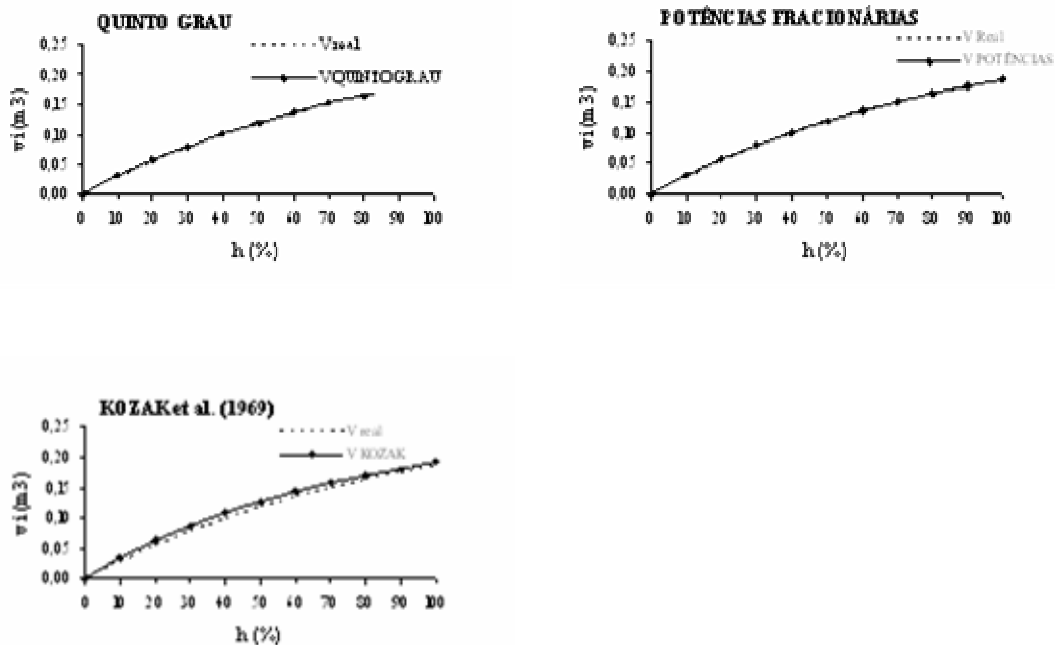 QUINTO GRAU
V real
V QUINTO GRAU
vi (m3)
0,25
0,20
0,15
0,10
0,05
0,00
0 10 20 30 40 50 60 70 80 90 100
h (%)
POTÊNCIAS FRACIONÁRIAS
V Real
V POTÊNCIAS
vi (m3)
0,25
0,20
0,15
0,10
0,05
0,00
0 10 20 30 40 50 60 70 80 90 100
h (%)
KOZAK et al. (1969)
V real
V KOZAK
vi (m3)
0,25
0,20
0,15
0,10
0,05
0,00
0 10 20 30 40 50 60 70 80 90 100
h (%)